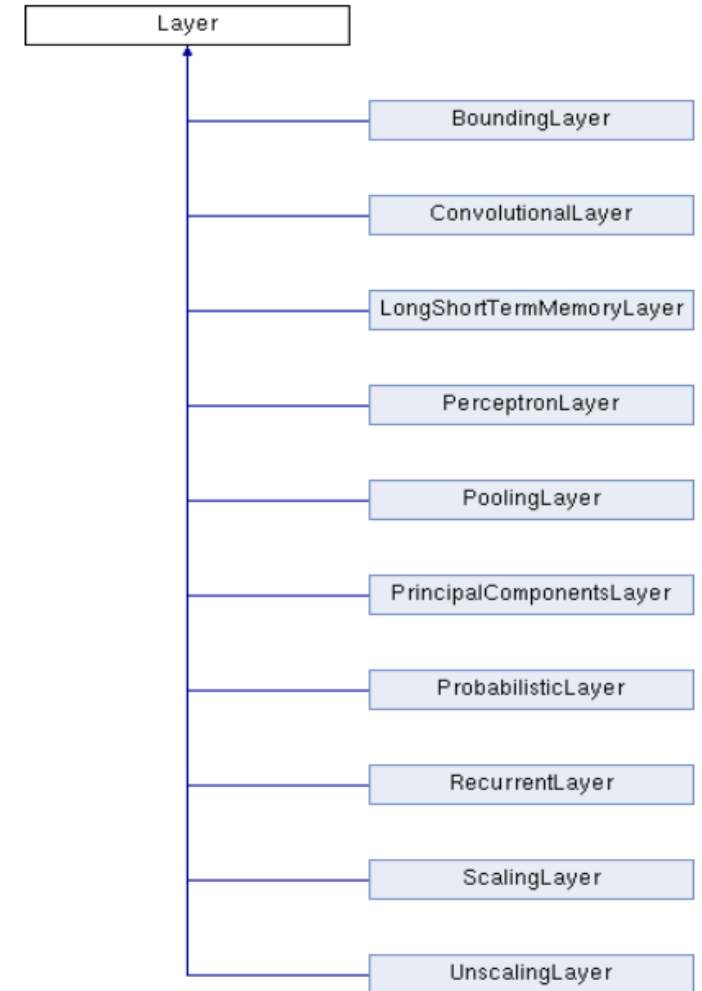 Layer
BoundingLayer
ConvolutionalLayer
LongShortTermMemoryLayer
PerceptronLayer
PoolingLayer
PrincipalComponentsLayer
ProbabilisticLayer
RecurrentLayer
ScalingLayer
UnscalingLayer